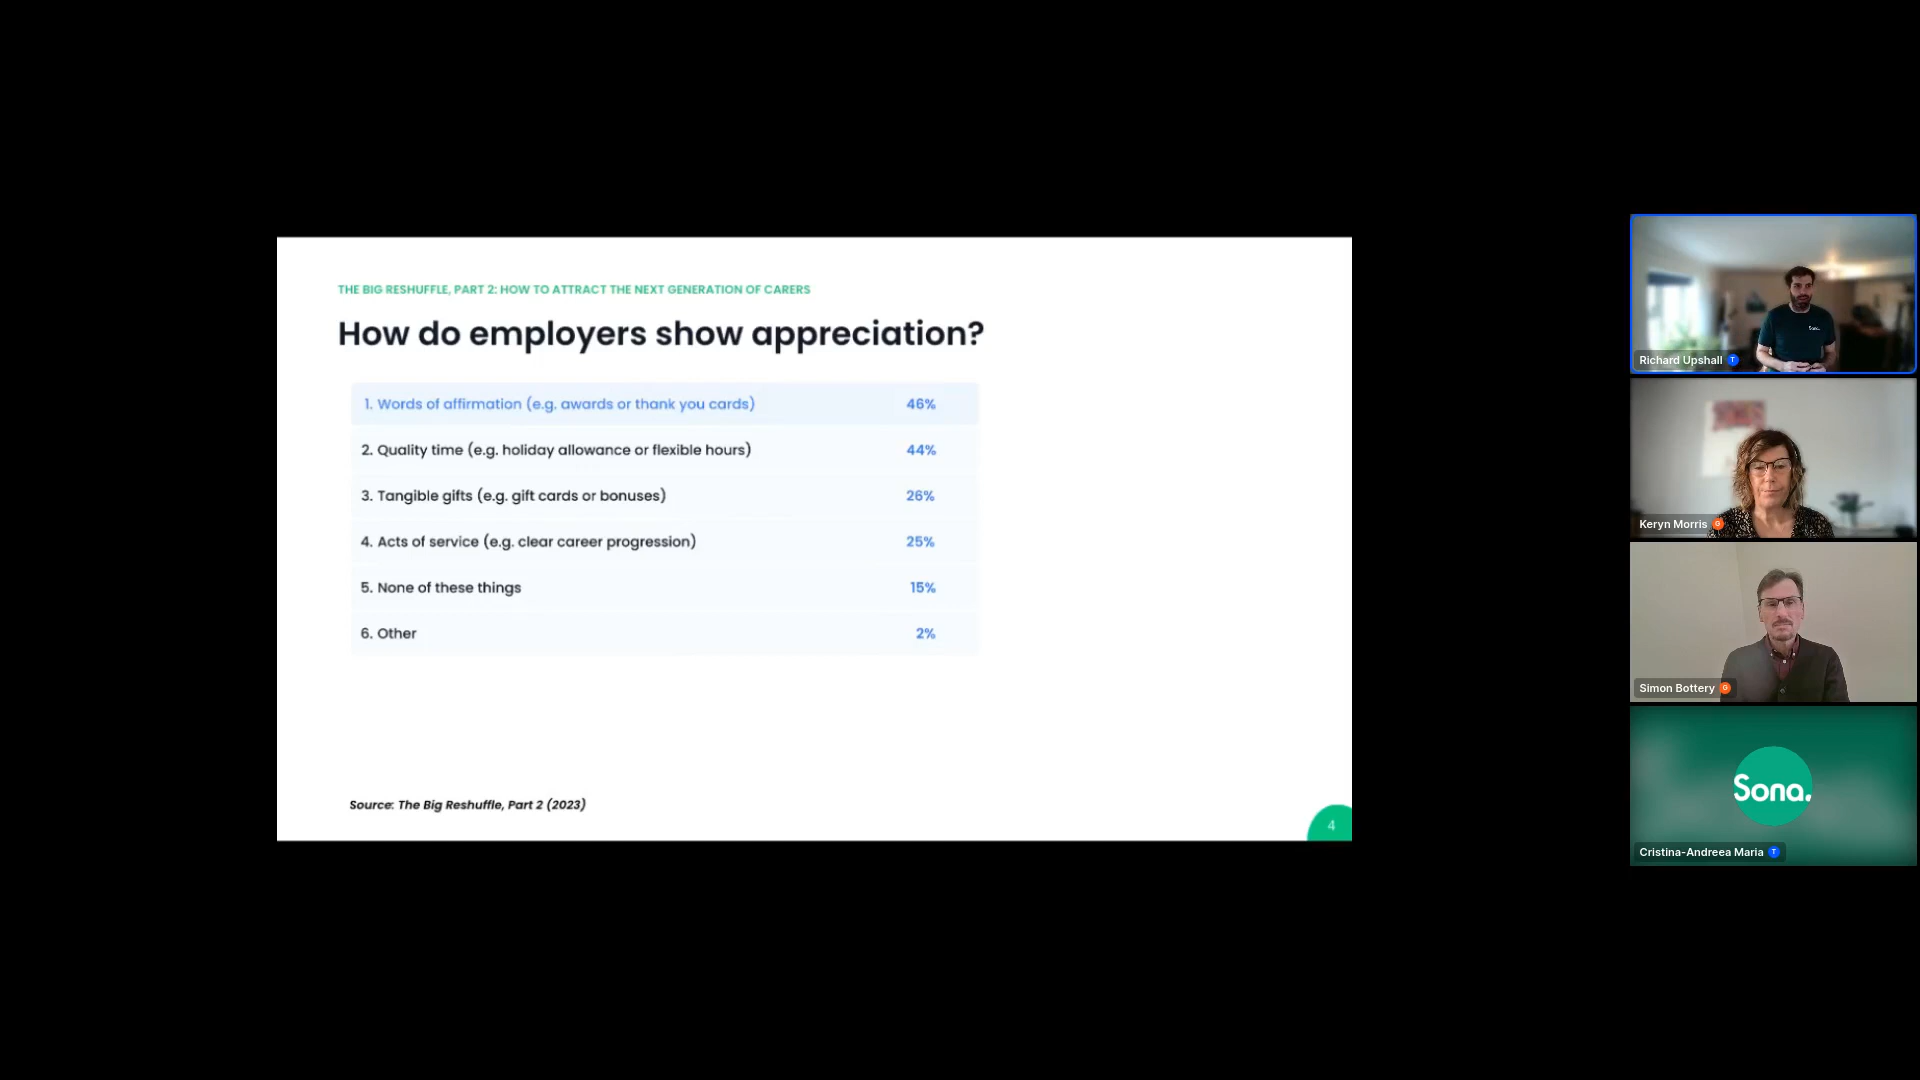 THE BIG RESHUFFLE, PART 2: HOW TO ATTRACT THE NEXT GENERATION OF CARERS
How do employers show appreciation?
1. Words of affirmation (e.g. awards or thank you cards) 46%
2. Quality time (e.g. holiday allowance or flexible hours) 44%
3. Tangible gifts (e.g. gift cards or bonuses) 26%
4. Acts of service (e.g. clear career progression) 25%
5. None of these things 15%
6. Other 2%
Source: The Big Reshuffle, Part 2 (2023)
4
Sona.
Richard Upshall T
Keryn Morris G
Simon Bottery G
Sona.
Cristina-Andreea Maria T